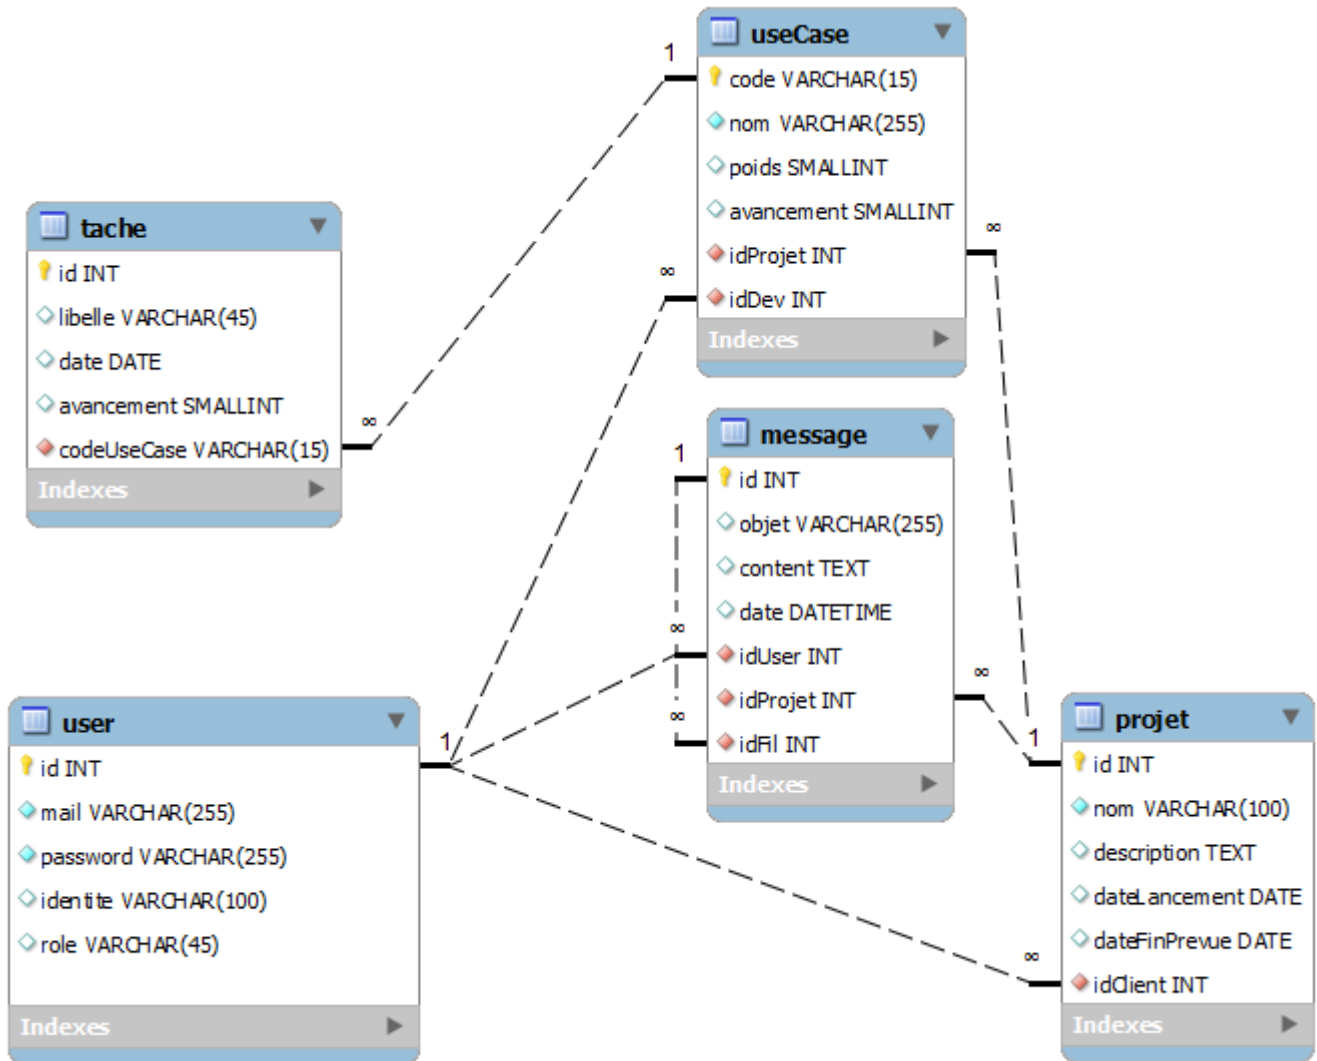 useCase
code VARCHAR(15)
nom VARCHAR(255)
poids SMALLINT
avancement SMALLINT
idProjet INT
idDev INT
Indexes
1
∞
∞
tache
id INT
libelle VARCHAR(45)
date DATE
avancement SMALLINT
codeUseCase VARCHAR(15)
Indexes
∞
message
id INT
objet VARCHAR(255)
content TEXT
date DATETIME
idUser INT
idProjet INT
idFil INT
Indexes
1
∞
∞
∞
user
id INT
mail VARCHAR(255)
password VARCHAR(255)
identite VARCHAR(100)
role VARCHAR(45)
Indexes
1
projet
id INT
nom VARCHAR(100)
description TEXT
dateLancement DATE
dateFinPrevue DATE
idClient INT
Indexes
1
∞